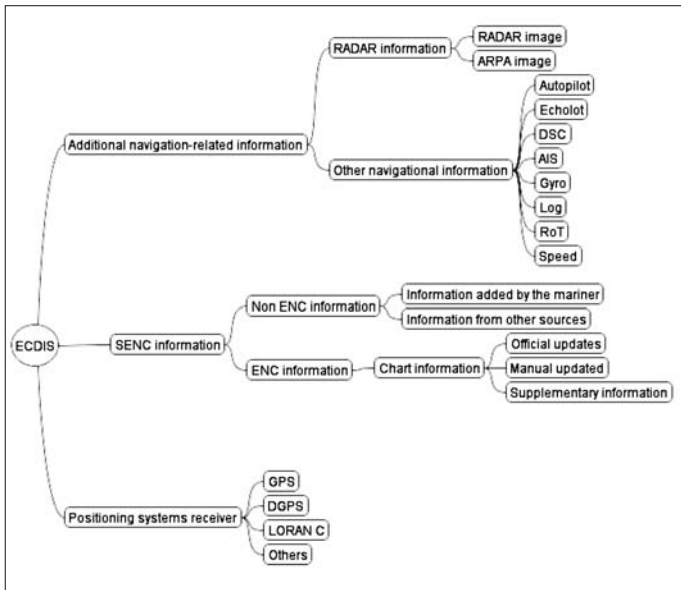 RADAR image
RADAR information
ARPA image
Autopilot
Echolot
Additional navigation-related information
DSC
AIS
Other navigational information
Gyro
Log
RoT
Speed
Information added by the mariner
Non ENC information
Information from other sources
ECDIS
SENC information
Official updates
ENC information
Chart information
Manual updated
Supplementary information
GPS
DGPS
Positioning systems receiver
LORAN C
Others